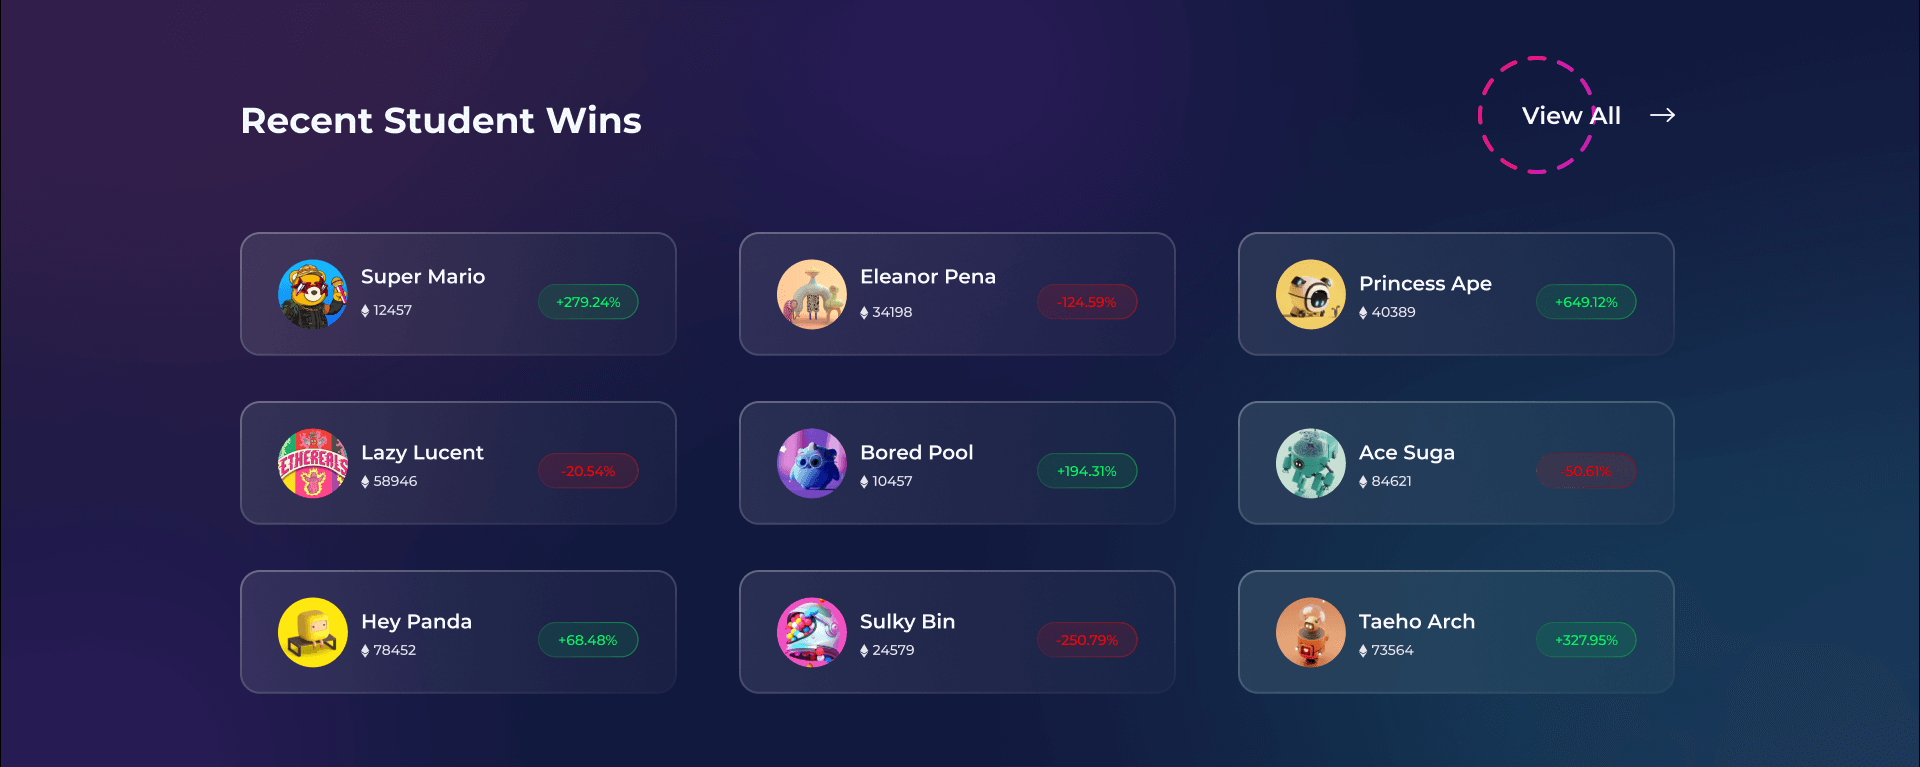 Recent Student Wins
View All
Super Mario
12457
+279.24%
Eleanor Pena
34198
-124.59%
Princess Ape
40389
+649.12%
Lazy Lucent
58946
-20.54%
ETHEREALS
Bored Pool
10457
+194.31%
Ace Suga
84621
-50.61%
Hey Panda
78452
+68.48%
Sulky Bin
24579
-250.79%
Taeho Arch
73564
+327.95%